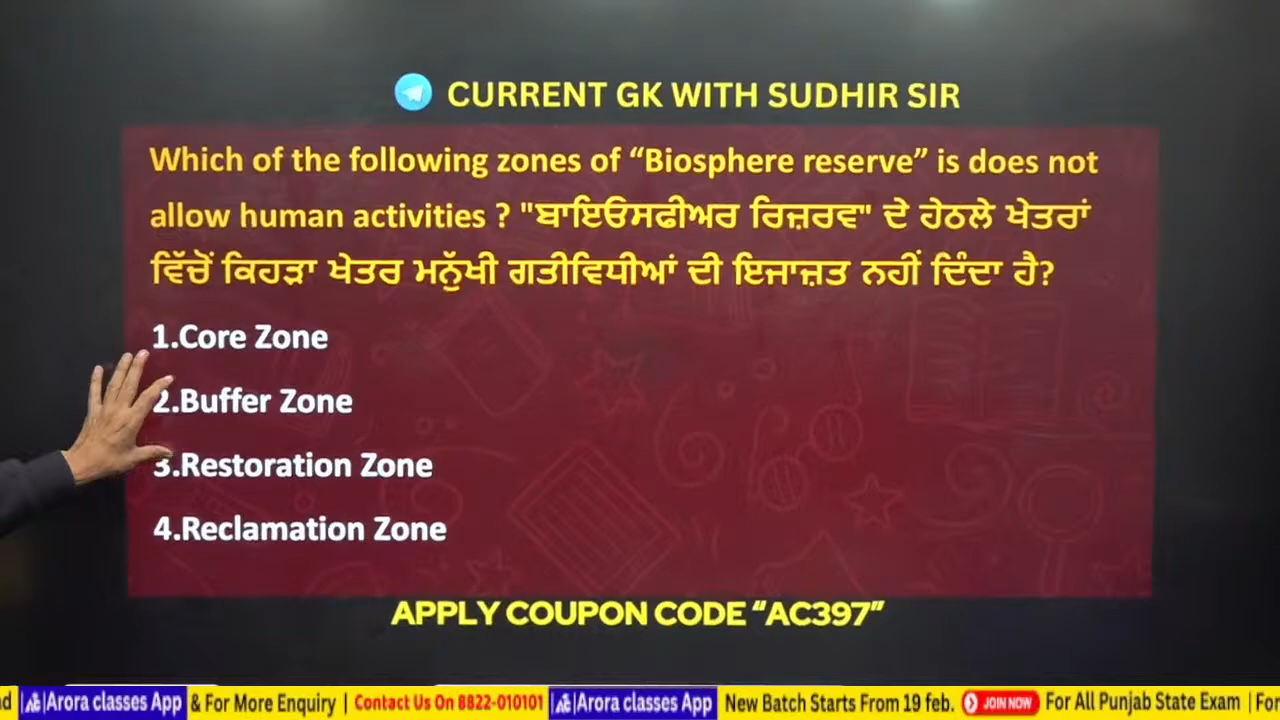 CURRENT GK WITH SUDHIR SIR
Which of the following zones of “Biosphere reserve” is does not
allow human activities ? "ਬਾਇਓਸਫੀਅਰ ਰਿਜ਼ਰਵ" ਦੇ ਹੇਠਲੇ ਖੇਤਰਾਂ
ਵਿੱਚੋਂ ਕਿਹੜਾ ਖੇਤਰ ਮਨੁੱਖੀ ਗਤੀਵਿਧੀਆਂ ਦੀ ਇਜਾਜ਼ਤ ਨਹੀਂ ਦਿੰਦਾ ਹੈ?
1.Core Zone
2.Buffer Zone
3.Restoration Zone
4.Reclamation Zone
APPLY COUPON CODE “AC397”
Arora classes App & For More Enquiry | Contact Us On 8822-010101 Arora classes App New Batch Starts From 19 feb. JOIN NOW For All Punjab State Exam |